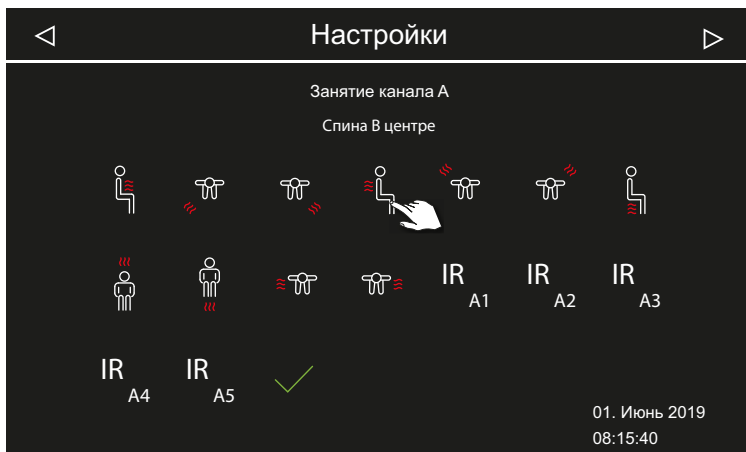 Настройки
Занятие канала A
Спина В центре
IR A1
IR A2
IR A3
IR A4
IR A5
01. Июнь 2019
08:15:40